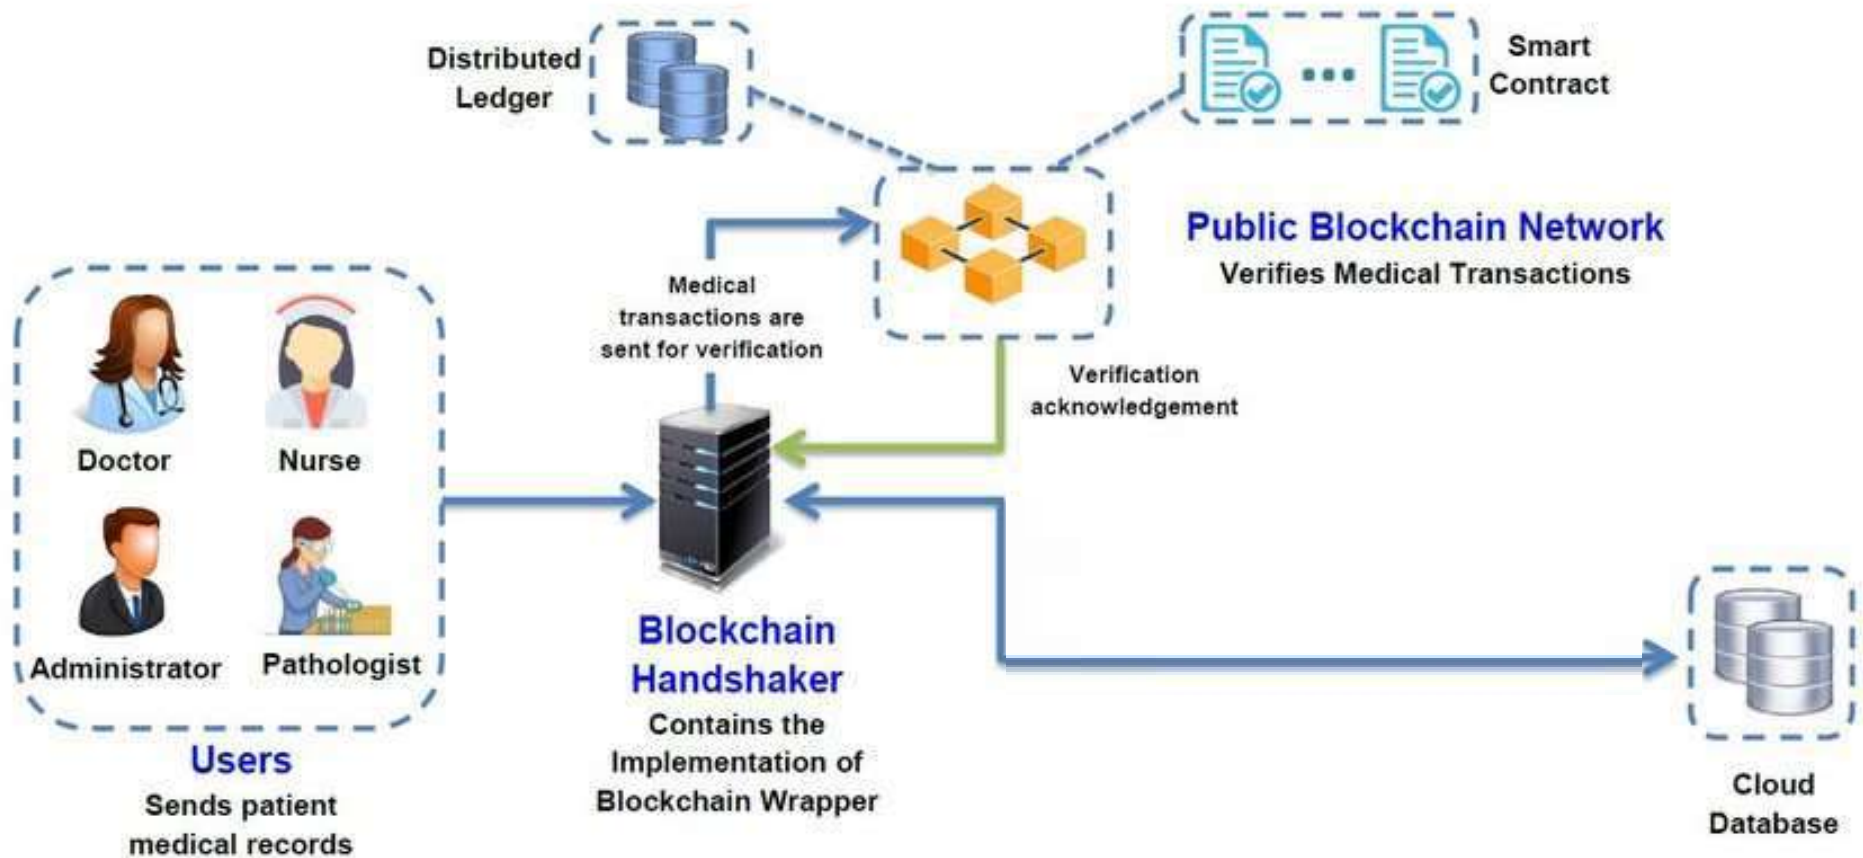 Distributed
Ledger
Smart
Contract
Public Blockchain Network
Verifies Medical Transactions
Medical
transactions are
sent for verification
Verification
acknowledgement
Doctor
Nurse
Administrator
Pathologist
Users
Sends patient
medical records
Blockchain
Handshaker
Contains the
Implementation of
Blockchain Wrapper
Cloud
Database